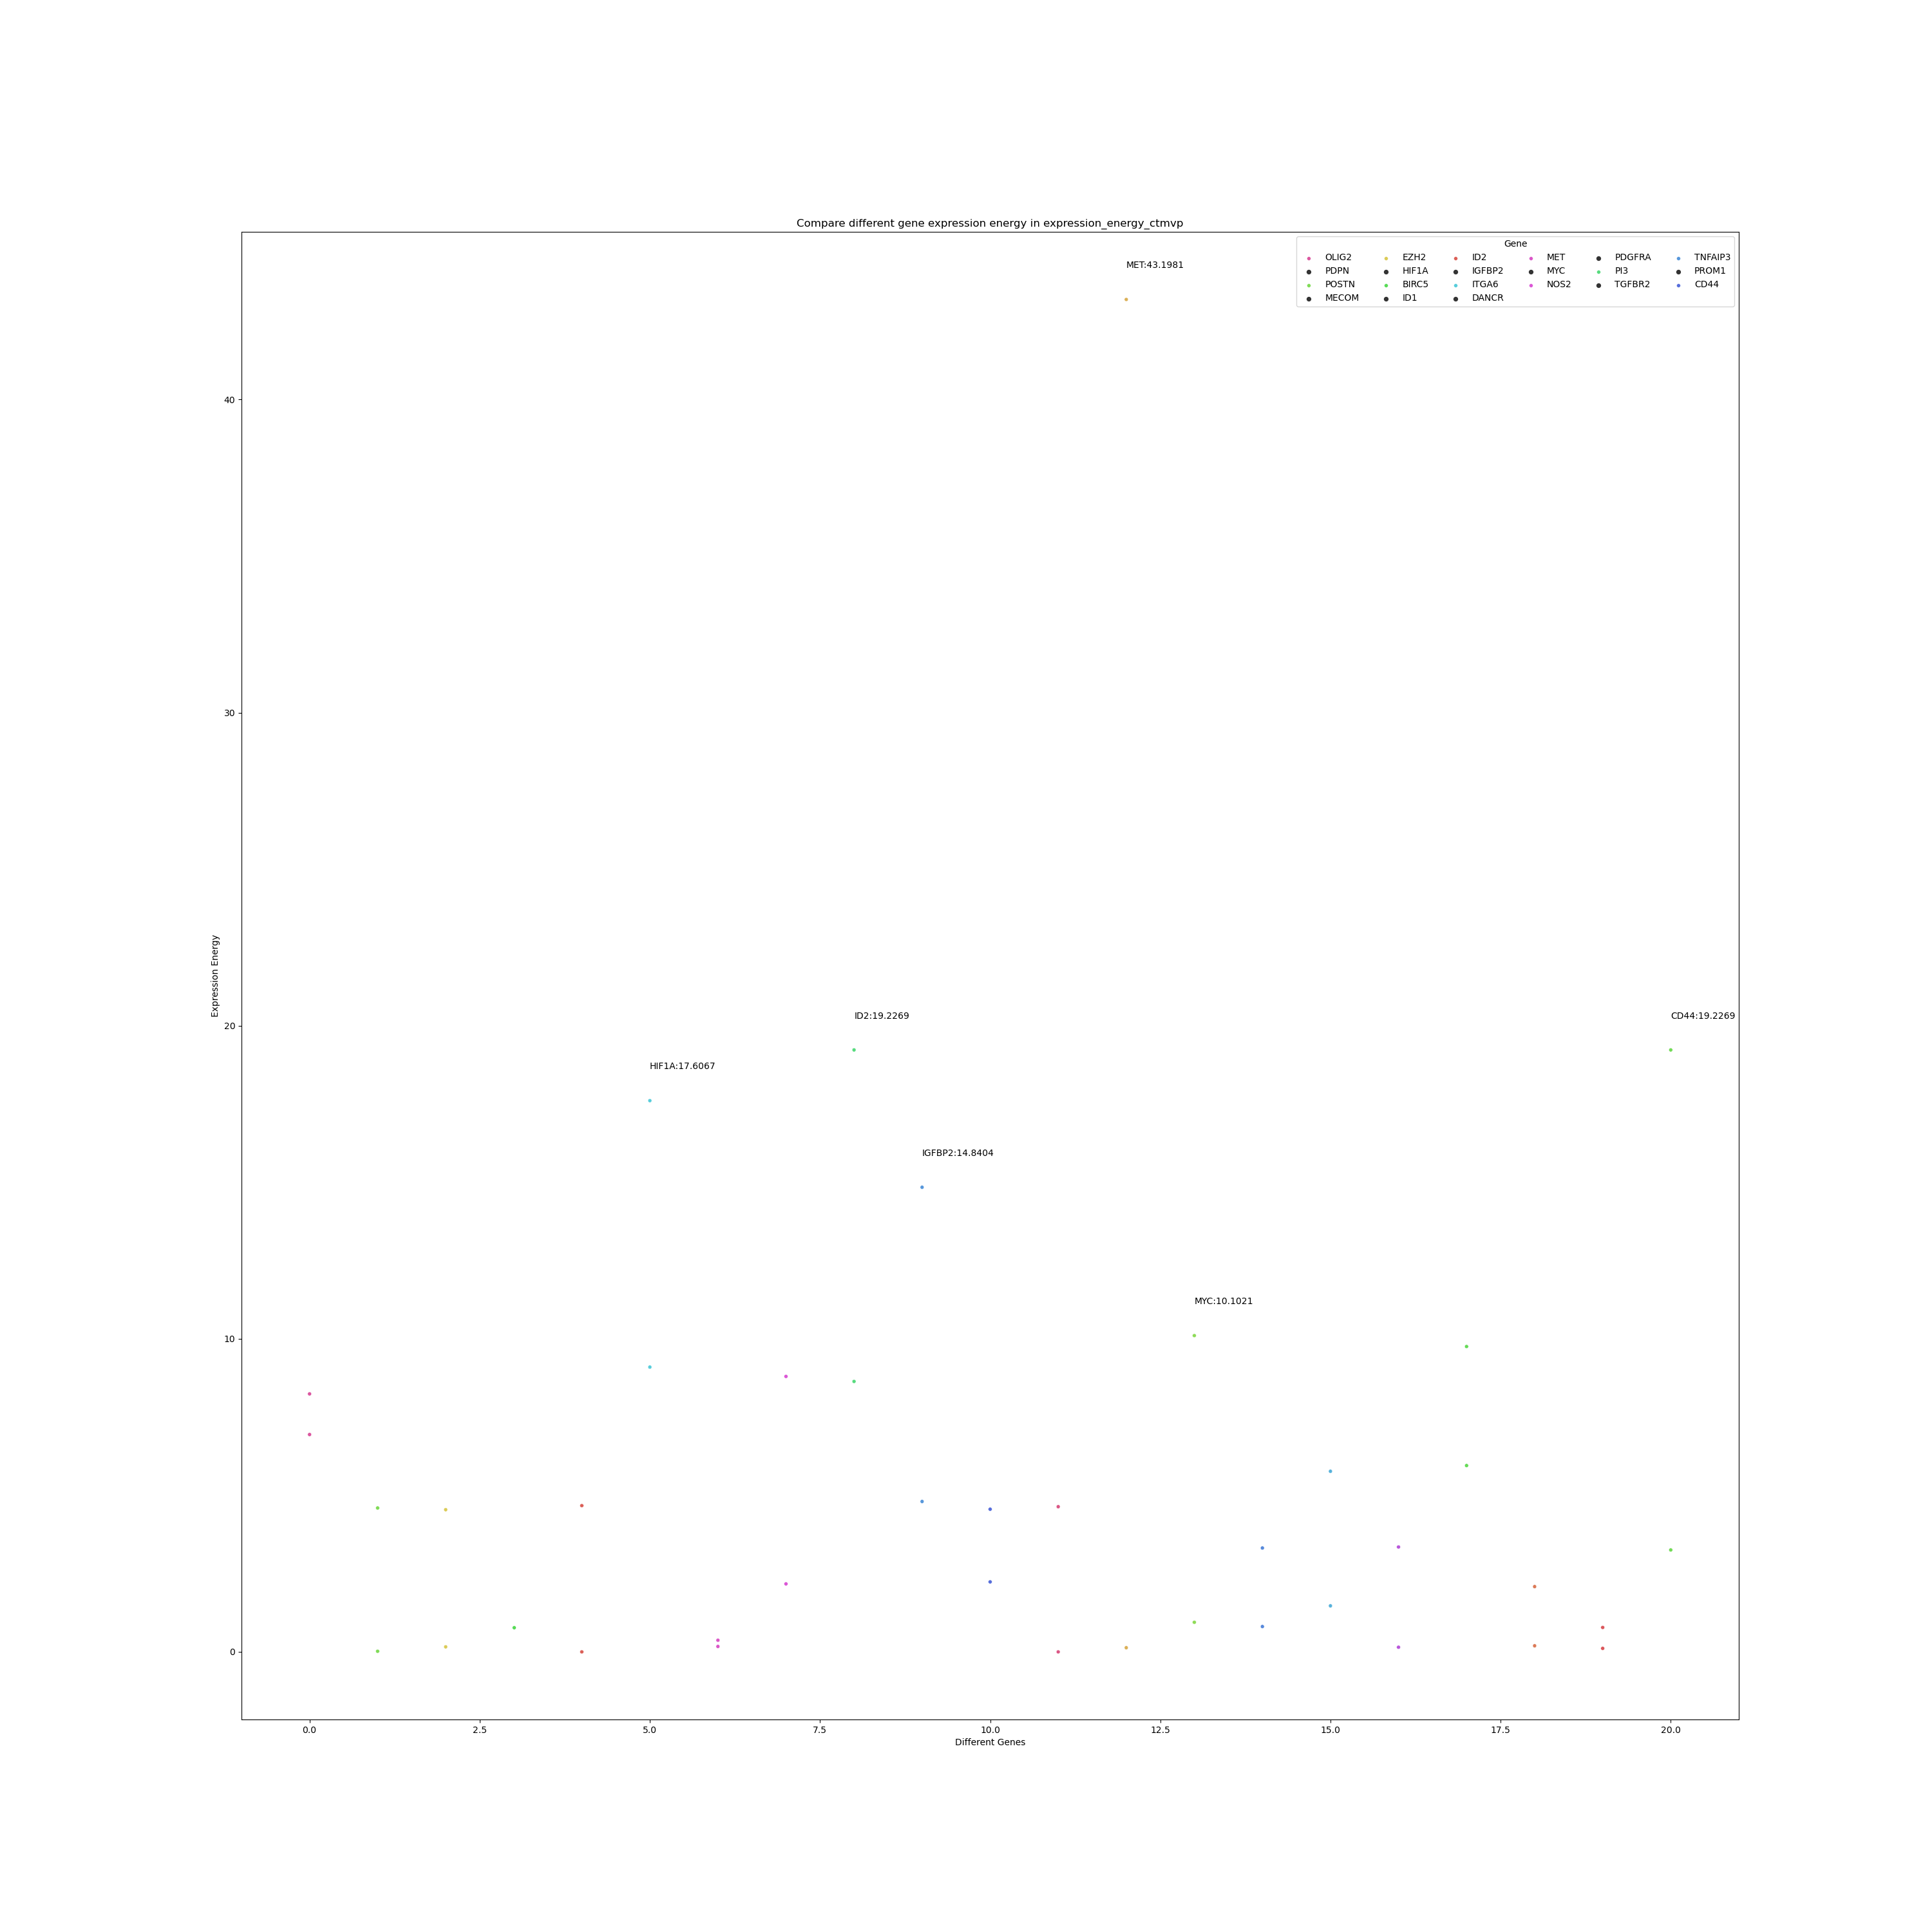 Compare different gene expression energy in expression_energy_ctmvp
Gene
OLIG2 EZH2 ID2 MET PDGFRA TNFAIP3
PDPN HIF1A IGFBP2 MYC PI3 PROM1
POSTN BIRC5 ITGA6 NOS2 TGFBR2 CD44
MECOM ID1 DANCR
MET:43.1981
40
30
Expression Energy
20
ID2:19.2269
CD44:19.2269
HIF1A:17.6067
IGFBP2:14.8404
MYC:10.1021
10
0
0.0 2.5 5.0 7.5 10.0 12.5 15.0 17.5 20.0
Different Genes